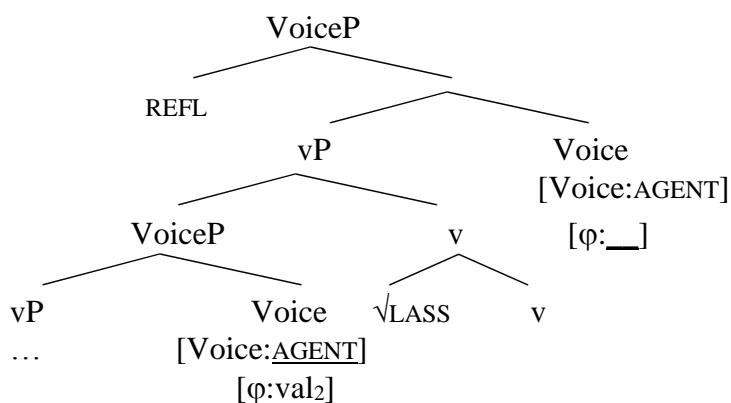 VoiceP
REFL
vP Voice
[Voice:AGENT]
VoiceP v [φ:__]
vP Voice √LASS v
… [Voice:AGENT]
[φ:val₂]